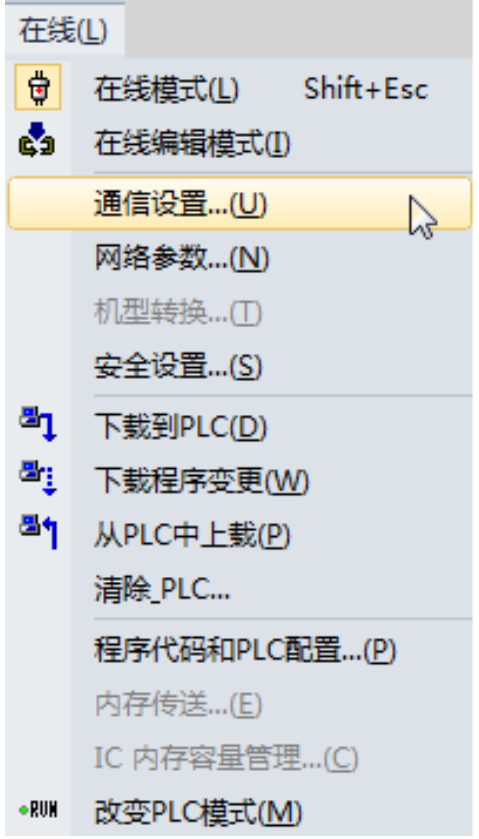 在线(L)
在线模式(L) Shift+Esc
在线编辑模式(I)
通信设置...(U)
网络参数...(N)
机型转换...(T)
安全设置...(S)
下载到PLC(D)
下载程序变更(W)
从PLC中上载(P)
清除_PLC...
程序代码和PLC配置...(P)
内存传送...(E)
IC 内存容量管理...(C)
RUN 改变PLC模式(M)